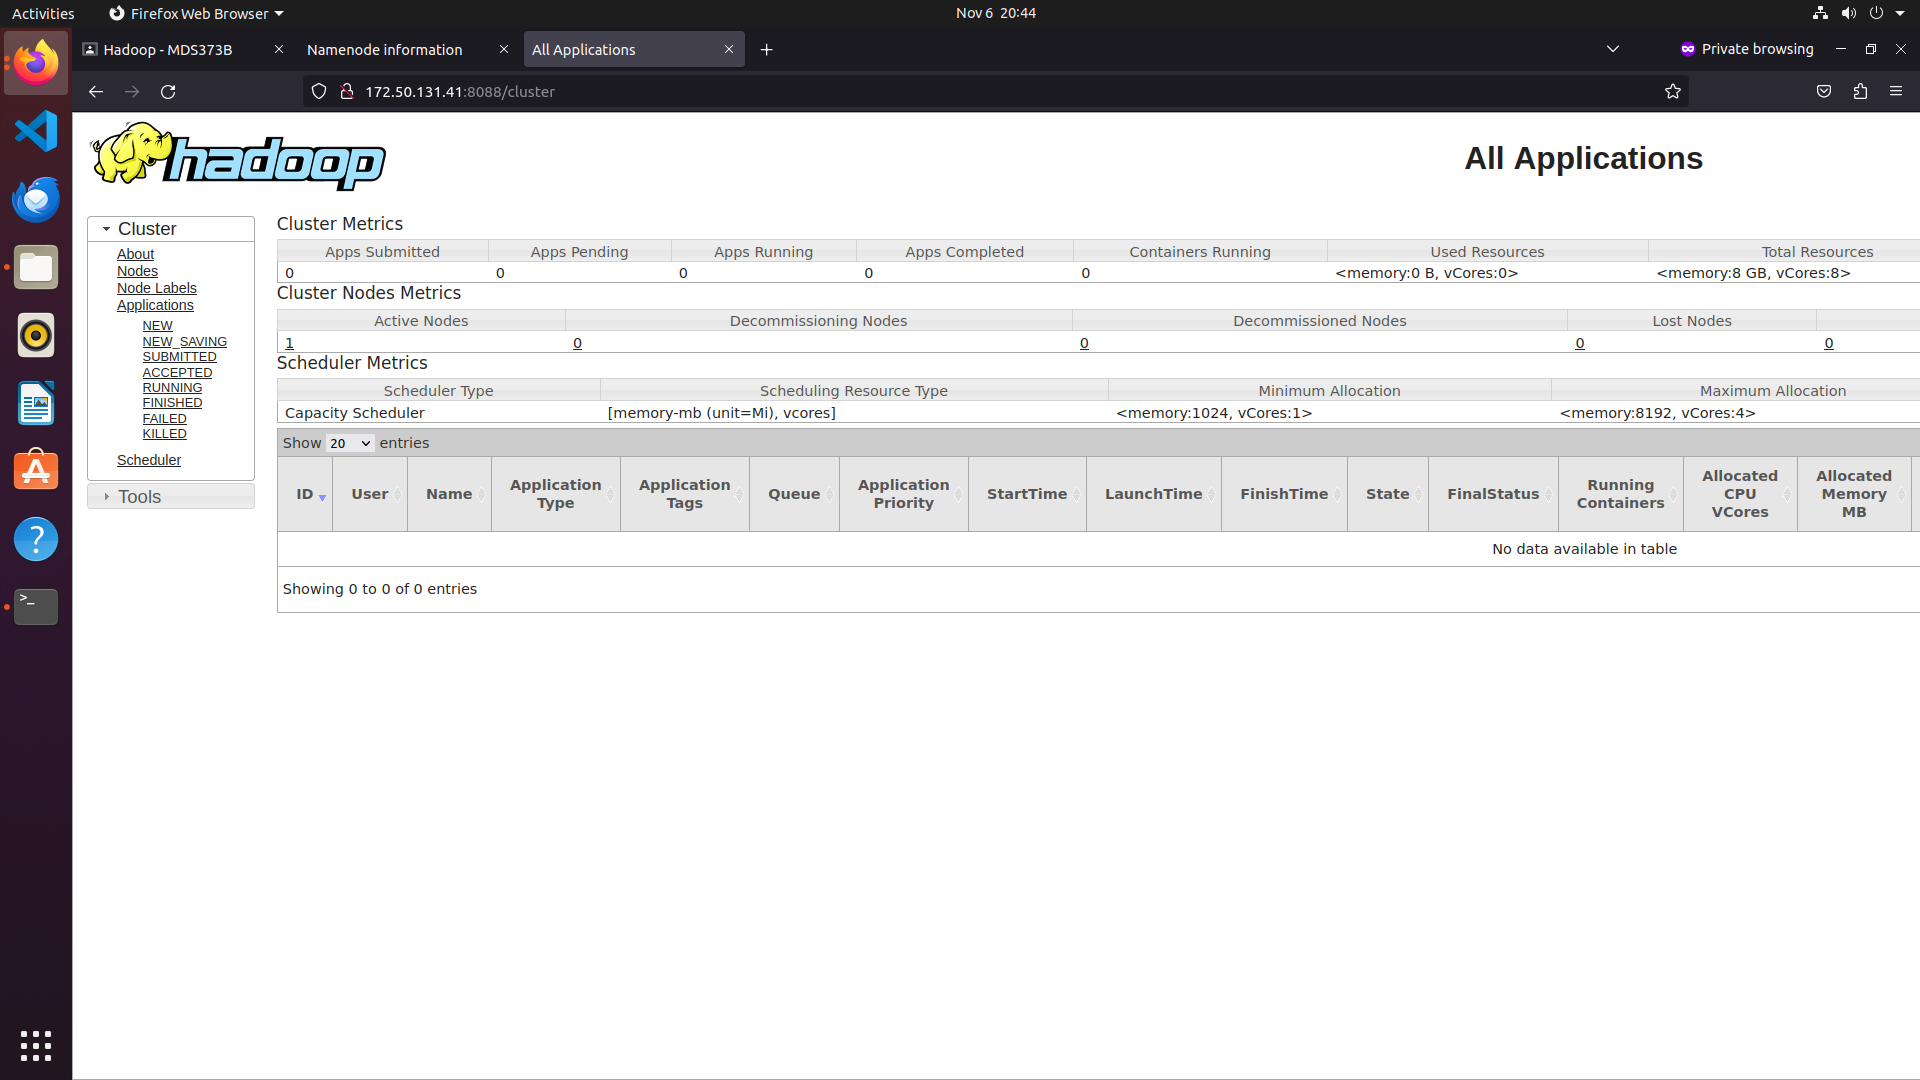 Activities Firefox Web Browser Nov 6 20:44
Hadoop - MDS373B Namenode information All Applications Private browsing
172.50.131.41:8088/cluster
hadoop
All Applications
Cluster
About
Nodes
Node Labels
Applications
NEW
NEW_SAVING
SUBMITTED
ACCEPTED
RUNNING
FINISHED
FAILED
KILLED
Scheduler
Tools
Cluster Metrics
Apps Submitted Apps Pending Apps Running Apps Completed Containers Running Used Resources Total Resources
0 0 0 0 0 <memory:0 B, vCores:0> <memory:8 GB, vCores:8>
Cluster Nodes Metrics
Active Nodes Decommissioning Nodes Decommissioned Nodes Lost Nodes
1 0 0 0 0
Scheduler Metrics
Scheduler Type Scheduling Resource Type Minimum Allocation Maximum Allocation
Capacity Scheduler [memory-mb (unit=Mi), vcores] <memory:1024, vCores:1> <memory:8192, vCores:4>
Show 20 entries
ID User Name Application Type Application Tags Queue Application Priority StartTime LaunchTime FinishTime State FinalStatus Running Containers Allocated CPU VCores Allocated Memory MB
No data available in table
Showing 0 to 0 of 0 entries